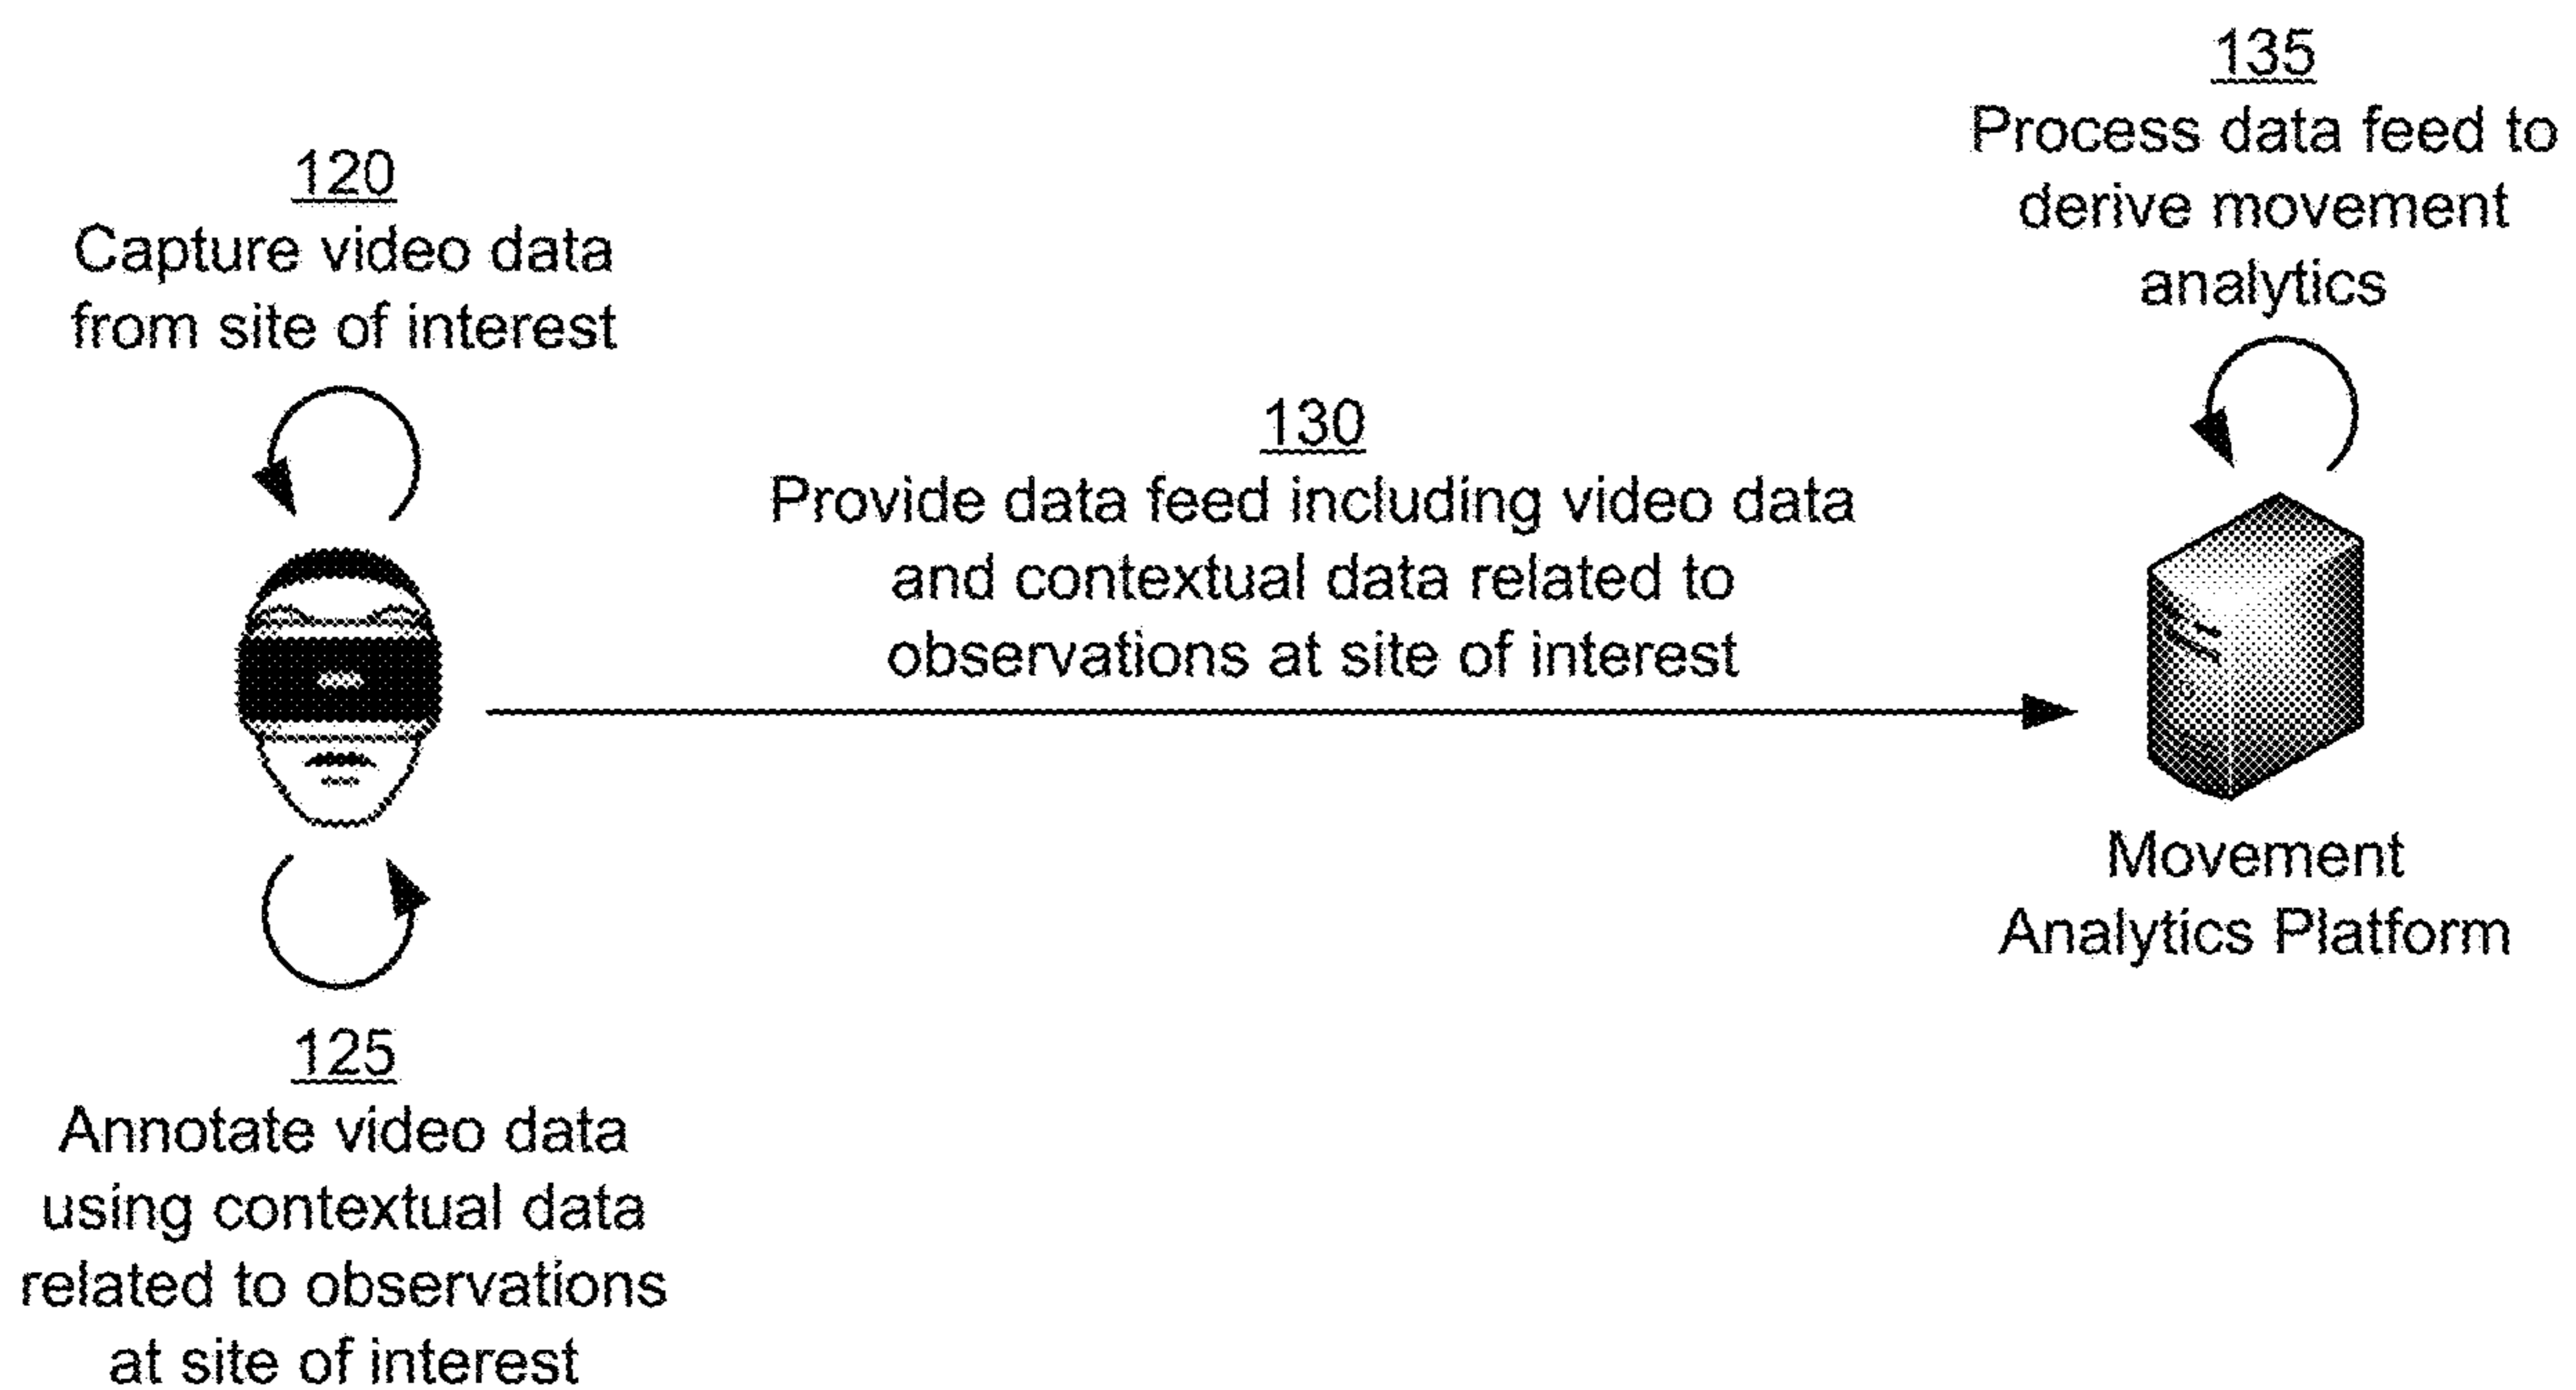 120
Capture video data
from site of interest
125
Annotate video data
using contextual data
related to observations
at site of interest
130
Provide data feed including video data
and contextual data related to
observations at site of interest
135
Process data feed to
derive movement
analytics
Movement
Analytics Platform